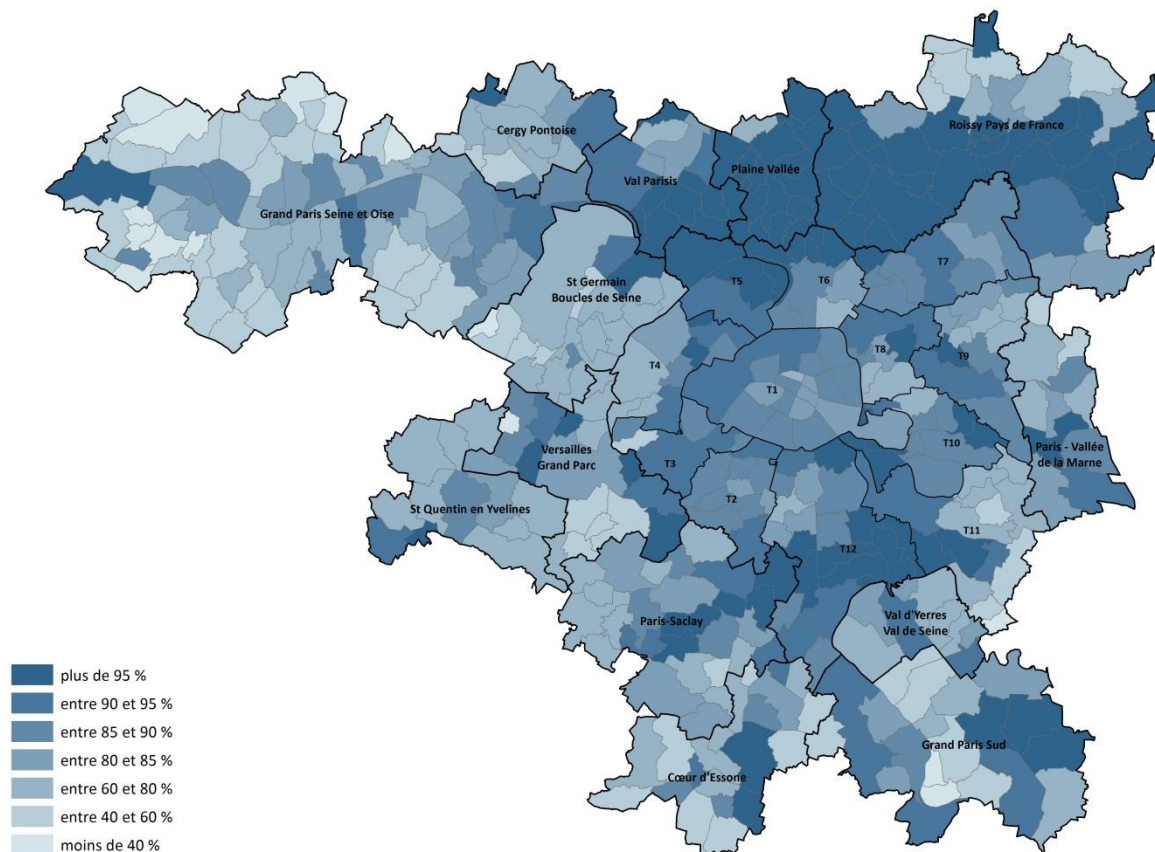 Roissy Pays de France
Cergy Pontoise
Plaine Vallée
Val Parisis
Grand Paris Seine et Oise
T7
T5
T6
St Germain
Boucles de Seine
T8
T9
T4
T1
T10
Versailles
Grand Parc
T3
Paris - Vallée
de la Marne
T2
St Quentin en Yvelines
T11
T12
Val d'Yerres
Val de Seine
Paris-Saclay
Grand Paris Sud
Cœur d'Essone
plus de 95 %
entre 90 et 95 %
entre 85 et 90 %
entre 80 et 85 %
entre 60 et 80 %
entre 40 et 60 %
moins de 40 %